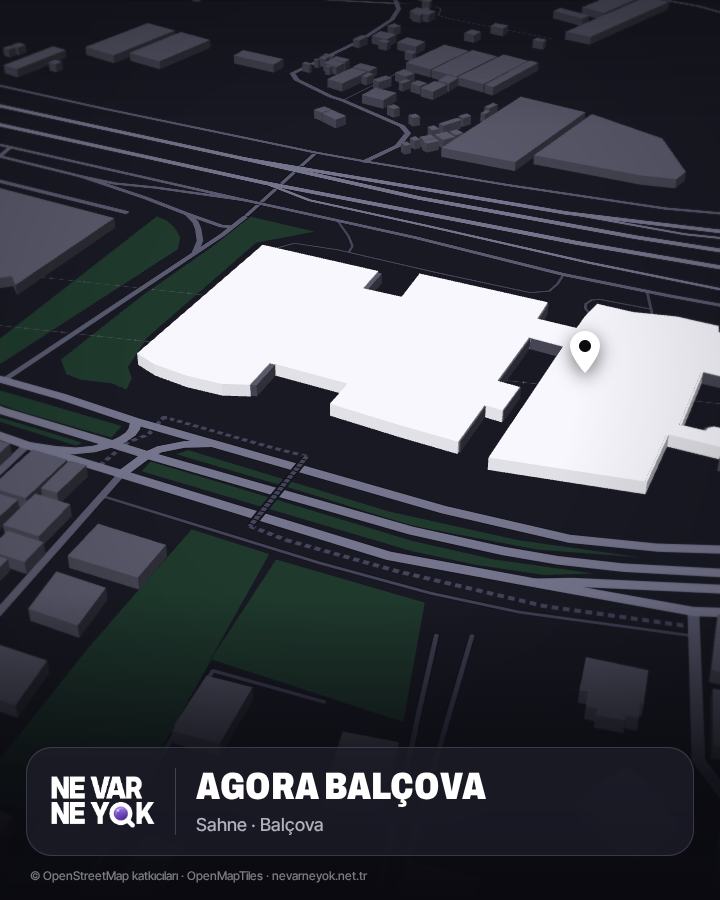 NE VAR
NE YOK
AGORA BALÇOVA
Sahne · Balçova
© OpenStreetMap katkıcıları · OpenMapTiles · nevarneyok.net.tr